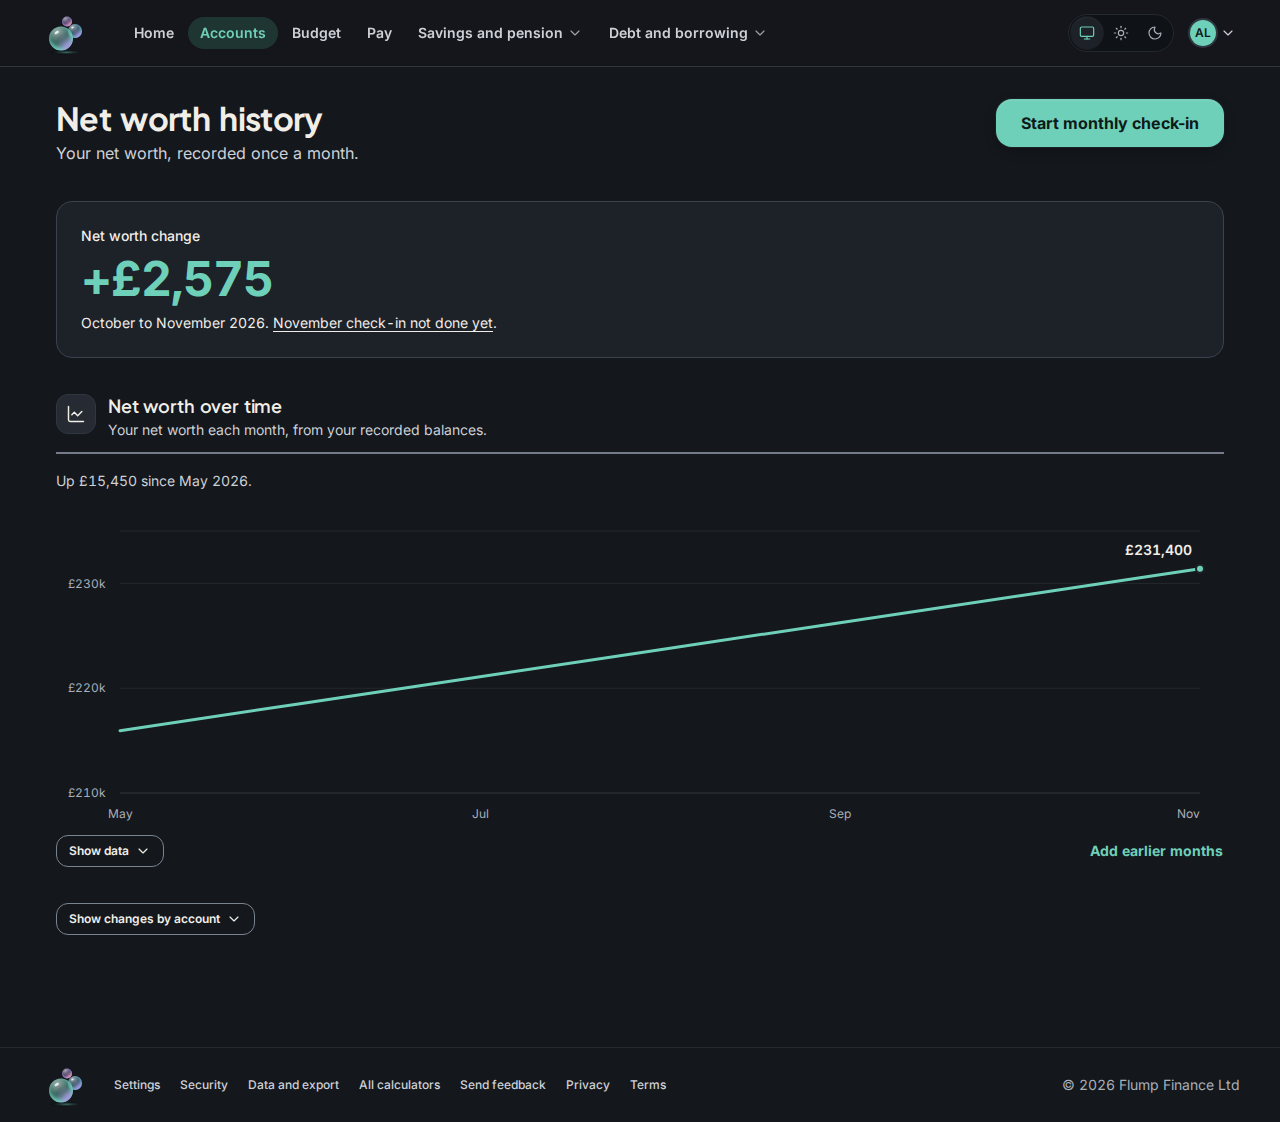 Home Accounts Budget Pay Savings and pension Debt and borrowing AL
Net worth history
Start monthly check-in
Your net worth, recorded once a month.
Net worth change
+£2,575
October to November 2026. November check-in not done yet.
Net worth over time
Your net worth each month, from your recorded balances.
Up £15,450 since May 2026.
£231,400
£230k
£220k
£210k
May Jul Sep Nov
Show data Add earlier months
Show changes by account
Settings Security Data and export All calculators Send feedback Privacy Terms © 2026 Flump Finance Ltd